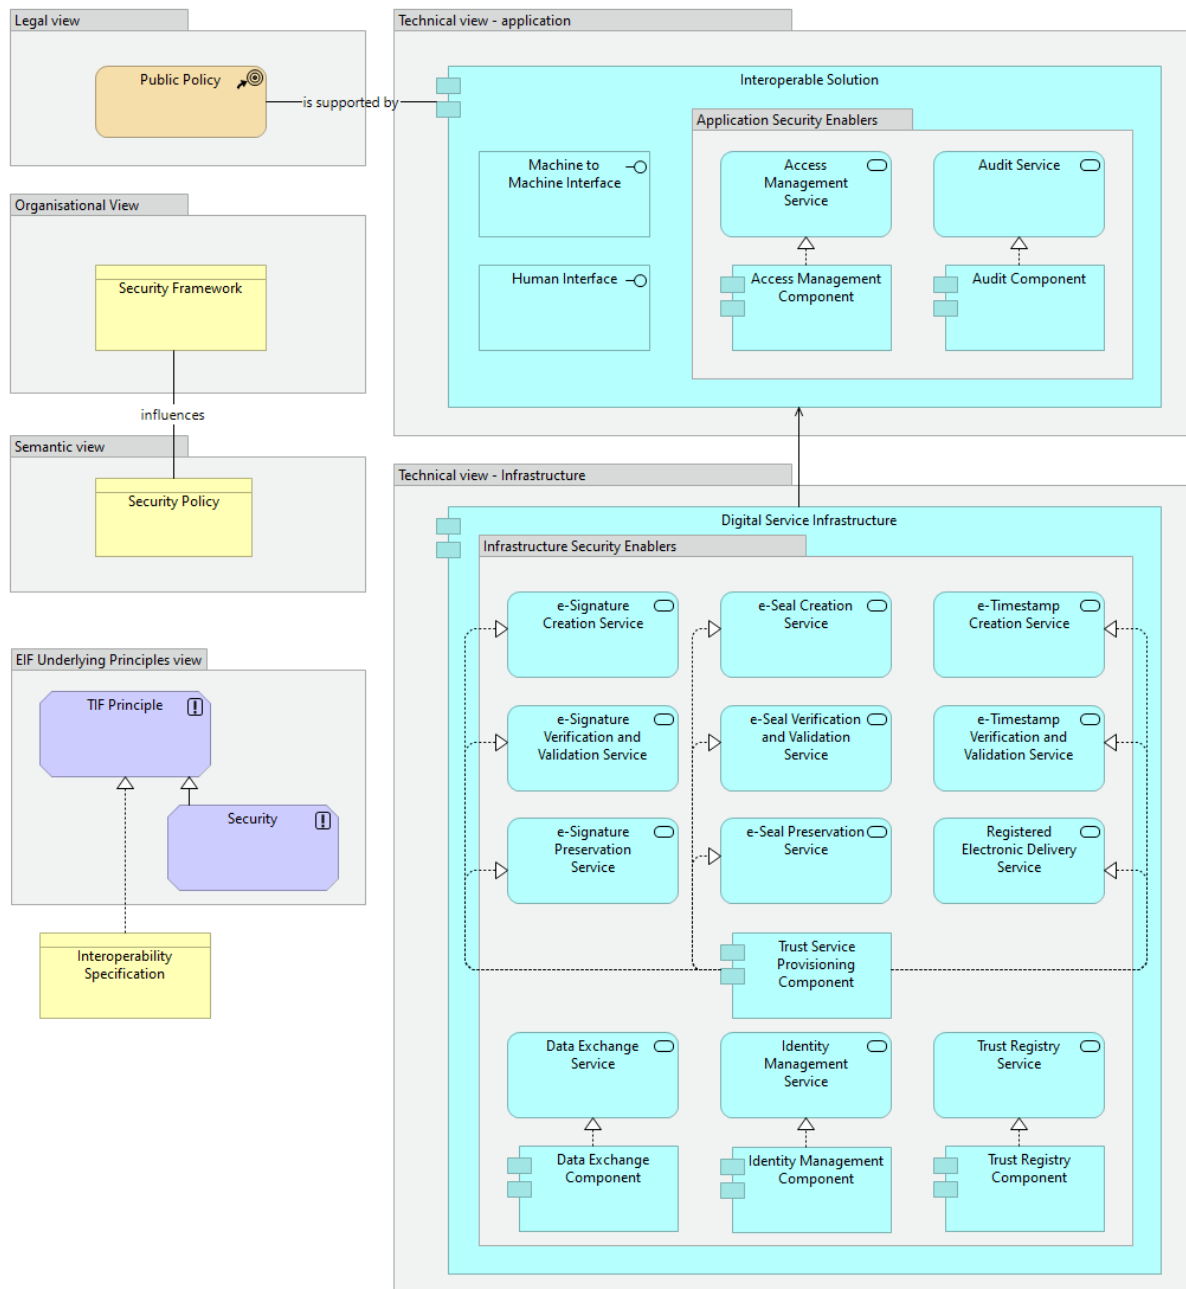 Legal view
Public Policy
is supported by
Organisational View
Security Framework
influences
Semantic view
Security Policy
EIF Underlying Principles view
TIF Principle
Security
Interoperability
Specification
Technical view - application
Interoperable Solution
Machine to
Machine Interface
Human Interface
Application Security Enablers
Access
Management
Service
Audit Service
Access Management
Component
Audit Component
Technical view - Infrastructure
Digital Service Infrastructure
Infrastructure Security Enablers
e-Signature
Creation Service
e-Seal Creation
Service
e-Timestamp
Creation Service
e-Signature
Verification and
Validation Service
e-Seal Verification
and Validation
Service
e-Timestamp
Verification and
Validation Service
e-Signature
Preservation
Service
e-Seal Preservation
Service
Registered
Electronic Delivery
Service
Trust Service
Provisioning
Component
Data Exchange
Service
Identity
Management
Service
Trust Registry
Service
Data Exchange
Component
Identity Management
Component
Trust Registry
Component